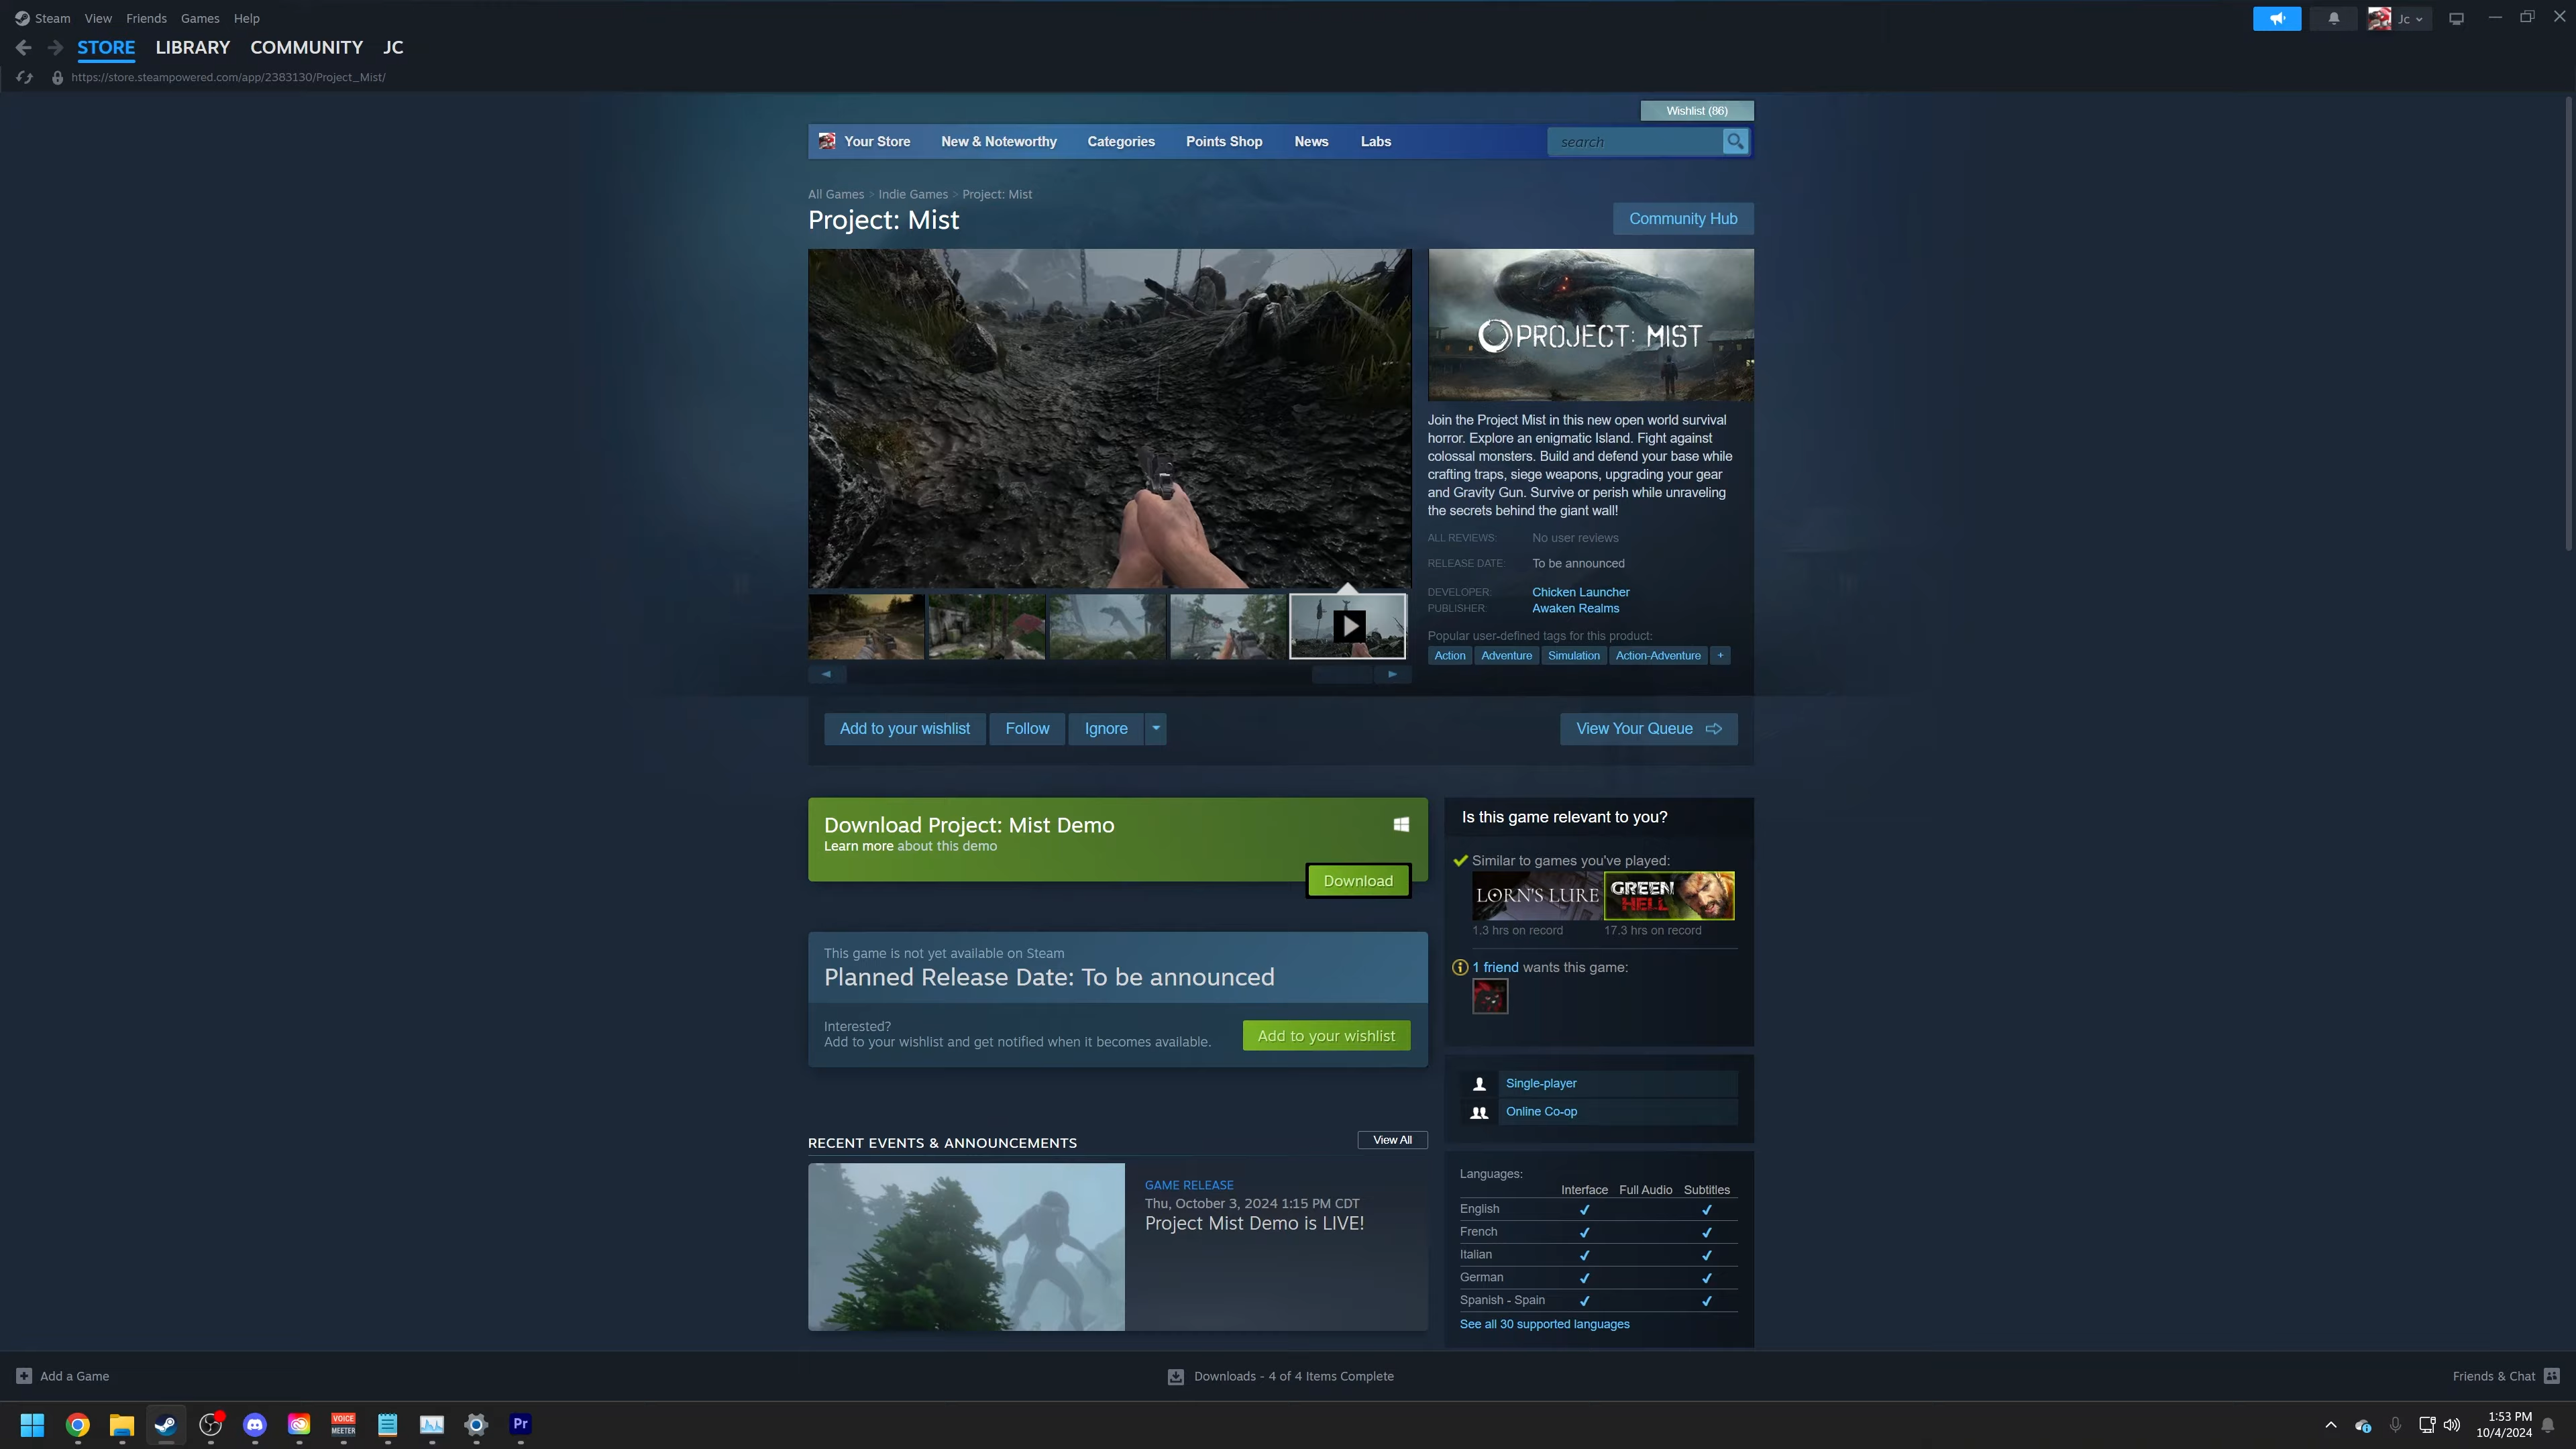 Steam View Friends Games Help
Jc
STORE LIBRARY COMMUNITY JC
https://store.steampowered.com/app/2383130/Project_Mist/
Wishlist (86)
Your Store New & Noteworthy Categories Points Shop News Labs
search
All Games > Indie Games > Project: Mist
Project: Mist
Community Hub
PROJECT: MIST
Join the Project Mist in this new open world survival
horror. Explore an enigmatic Island. Fight against
colossal monsters. Build and defend your base while
crafting traps, siege weapons, upgrading your gear
and Gravity Gun. Survive or perish while unraveling
the secrets behind the giant wall!
ALL REVIEWS: No user reviews
RELEASE DATE: To be announced
DEVELOPER: Chicken Launcher
PUBLISHER: Awaken Realms
Popular user-defined tags for this product:
Action Adventure Simulation Action-Adventure +
Add to your wishlist Follow Ignore
View Your Queue
Download Project: Mist Demo
Learn more about this demo
Download
This game is not yet available on Steam
Planned Release Date: To be announced
Interested?
Add to your wishlist and get notified when it becomes available.
Add to your wishlist
RECENT EVENTS & ANNOUNCEMENTS
View All
GAME RELEASE
Thu, October 3, 2024 1:15 PM CDT
Project Mist Demo is LIVE!
Is this game relevant to you?
Similar to games you've played:
LORN'S LURE
GREEN
HELL
1.3 hrs on record 17.3 hrs on record
1 friend wants this game:
Single-player
Online Co-op
Languages:
Interface Full Audio Subtitles
English ✔ ✔
French ✔ ✔
Italian ✔ ✔
German ✔ ✔
Spanish - Spain ✔ ✔
See all 30 supported languages
Add a Game
Downloads - 4 of 4 Items Complete
Friends & Chat
VOICE
MEETER
Pr
1:53 PM
10/4/2024